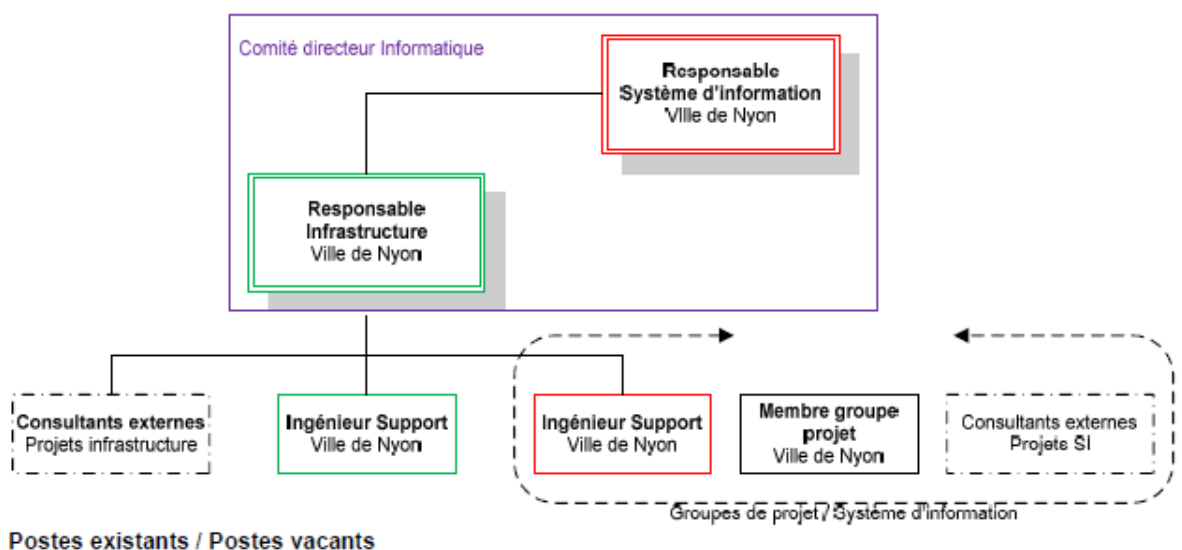 Comité directeur Informatique
Responsable
Système d'information
Ville de Nyon
Responsable
Infrastructure
Ville de Nyon
Consultants externes
Projets infrastructure
Ingénieur Support
Ville de Nyon
Ingénieur Support
Ville de Nyon
Membre groupe
projet
Ville de Nyon
Consultants externes
Projets SI
Groupes de projet / Système d'information
Postes existants / Postes vacants